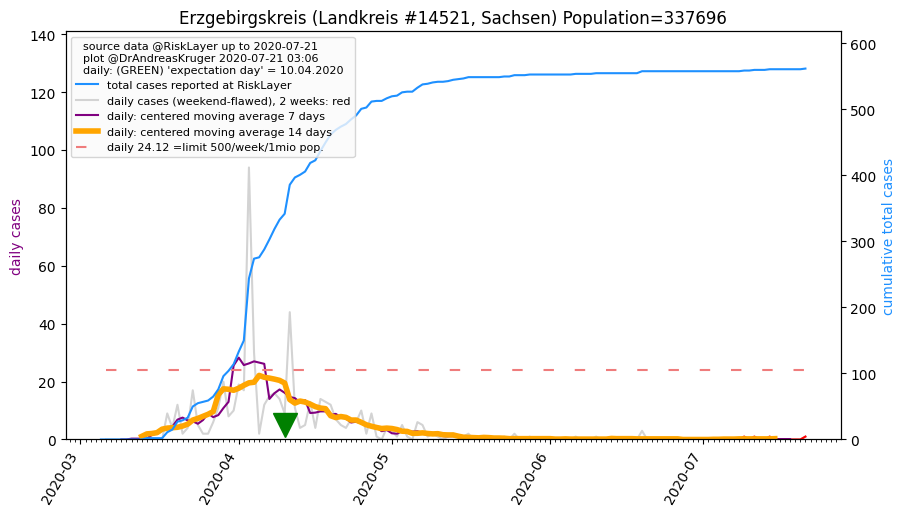 Erzgebirgskreis (Landkreis #14521, Sachsen) Population=337696
source data @RiskLayer up to 2020-07-21
plot @DrAndreasKruger 2020-07-21 03:06
daily: (GREEN) 'expectation day' = 10.04.2020
total cases reported at RiskLayer
daily cases (weekend-flawed), 2 weeks: red
daily: centered moving average 7 days
daily: centered moving average 14 days
daily 24.12 =limit 500/week/1mio pop.
daily cases
140
120
100
80
60
40
20
0
cumulative total cases
600
500
400
300
200
100
0
2020-03
2020-04
2020-05
2020-06
2020-07